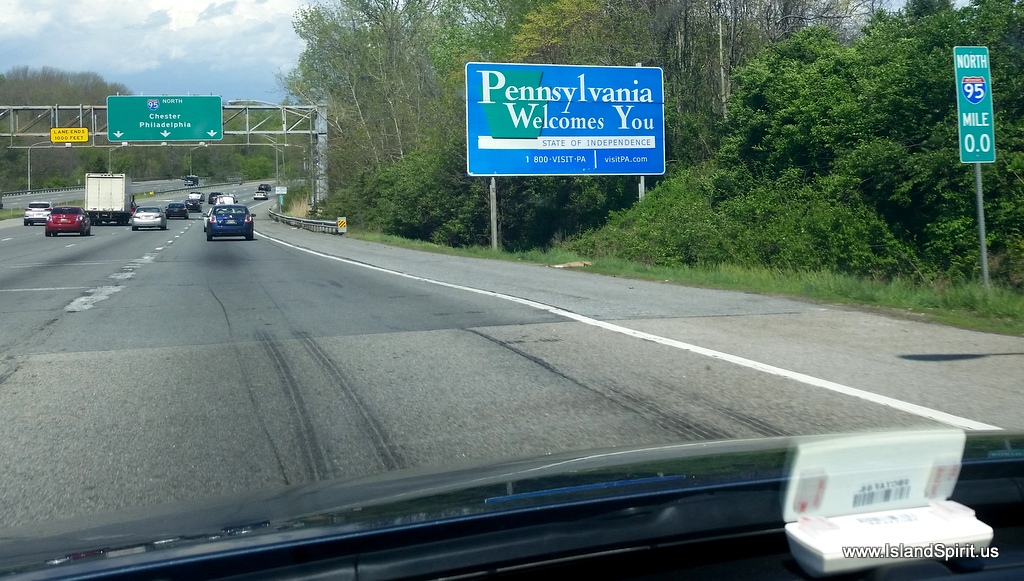 95 NORTH
Chester
Philadelphia
LANE ENDS
1000 FEET
Pennsylvania
Welcomes You
STATE OF INDEPENDENCE
1 800·VISIT·PA visitPA.com
NORTH
95
MILE
0.0
www.IslandSpirit.us